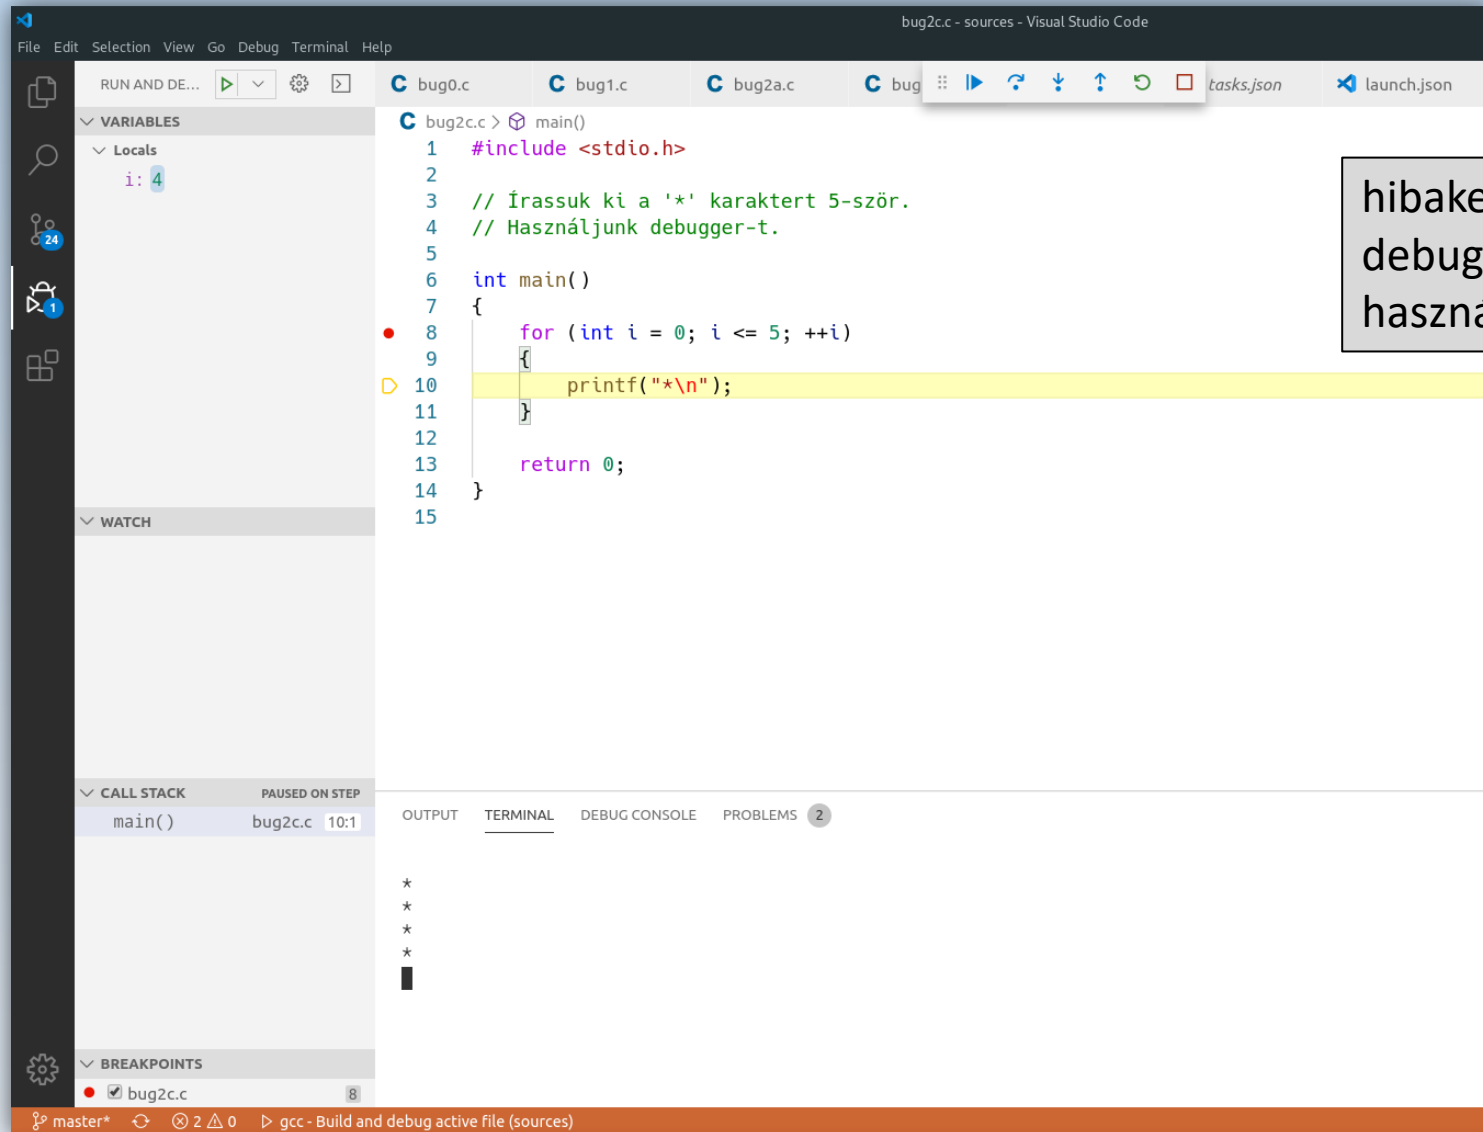 bug2c.c - sources - Visual Studio Code
File Edit Selection View Go Debug Terminal Help
RUN AND DE...
bug0.c
bug1.c
bug2a.c
bug
tasks.json
launch.json
VARIABLES
Locals
i: 4
bug2c.c > main()
1 #include <stdio.h>
2
3 // Írassuk ki a '*' karaktert 5-ször.
4 // Használjunk debugger-t.
5
6 int main()
7 {
8 for (int i = 0; i <= 5; ++i)
9 {
10 printf("*\n");
11 }
12
13 return 0;
14 }
15
hibake
debug
haszná
24
1
WATCH
CALL STACK PAUSED ON STEP
main() bug2c.c 10:1
OUTPUT TERMINAL DEBUG CONSOLE PROBLEMS 2
*
*
*
*
BREAKPOINTS
bug2c.c 8
master* 2 0 gcc - Build and debug active file (sources)